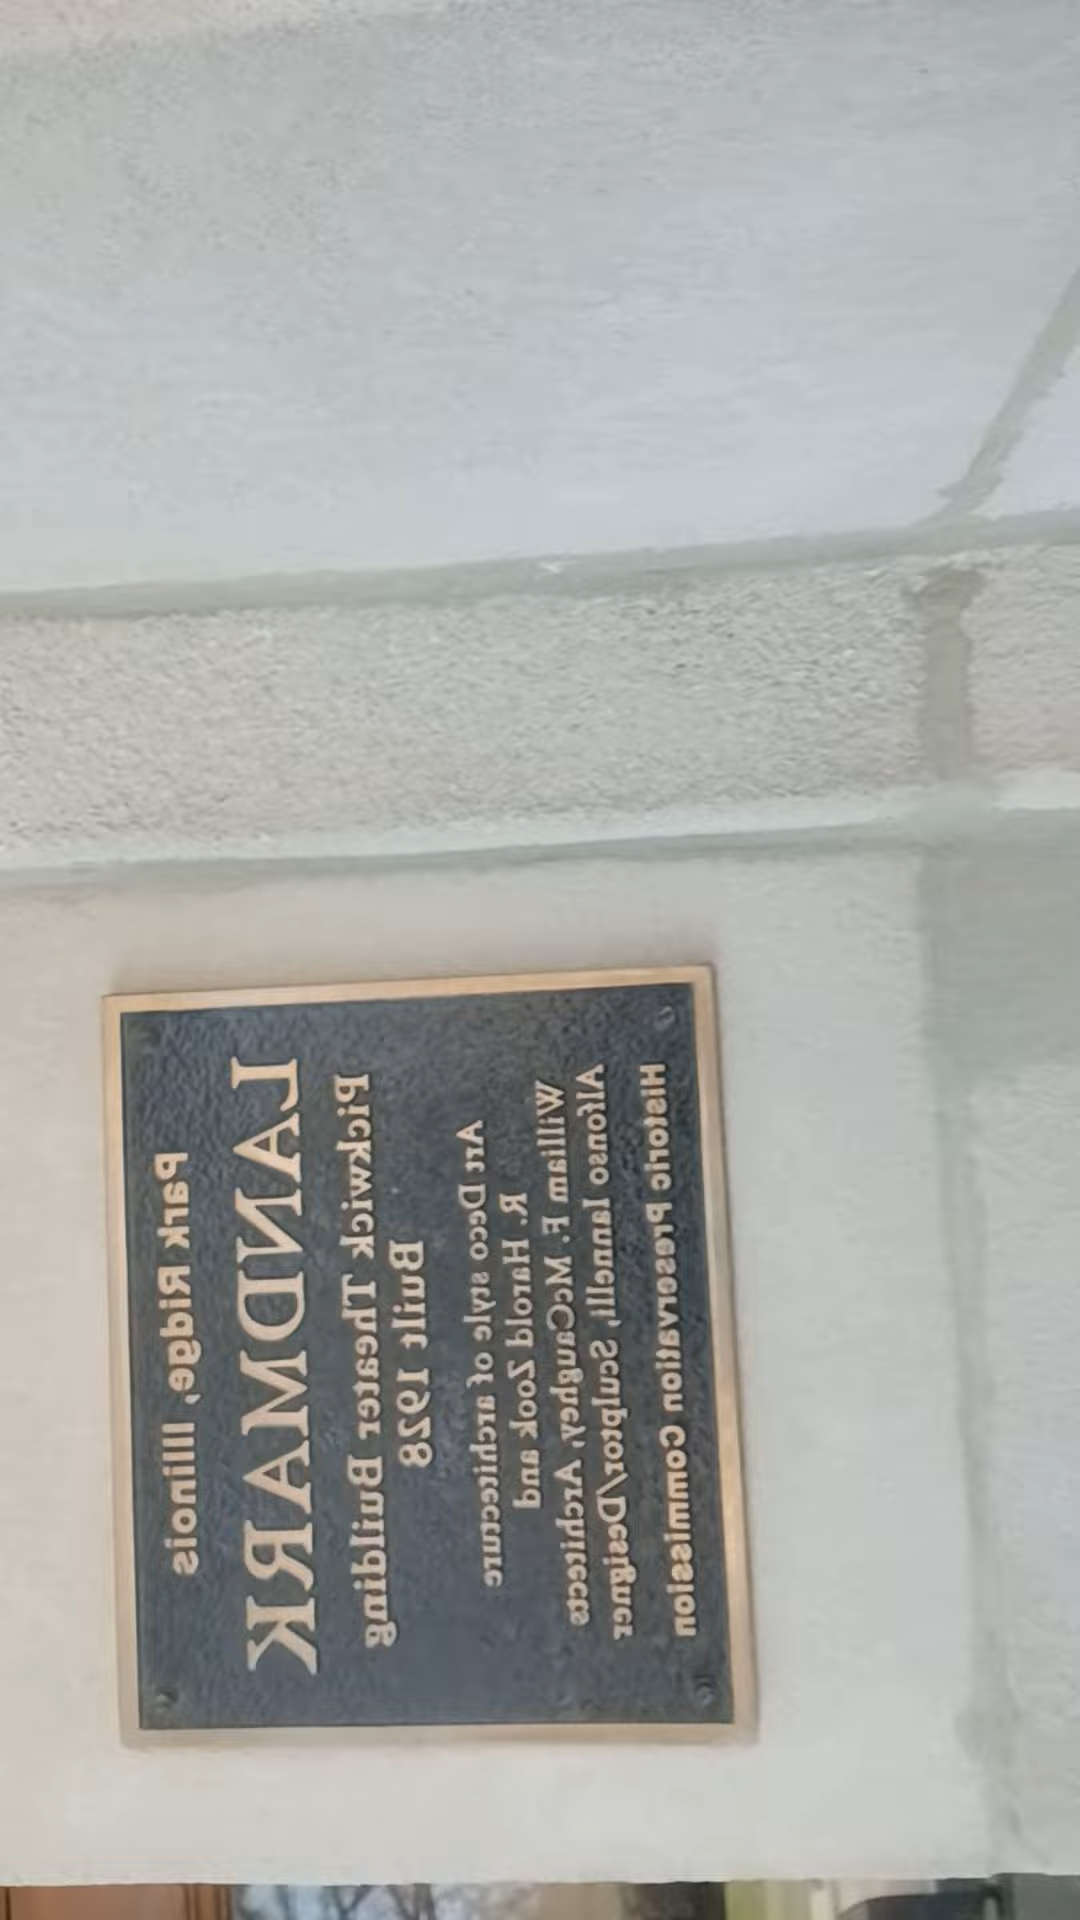 Park Ridge, Illinois
LANDMARK
Pickwick Theater Building
Built 1928
Art Deco style of architecture
R. Harold Zook and
William F. McCaughey, Architects
Alfonso Iannelli, Sculptor/Designer
Historic Preservation Commission